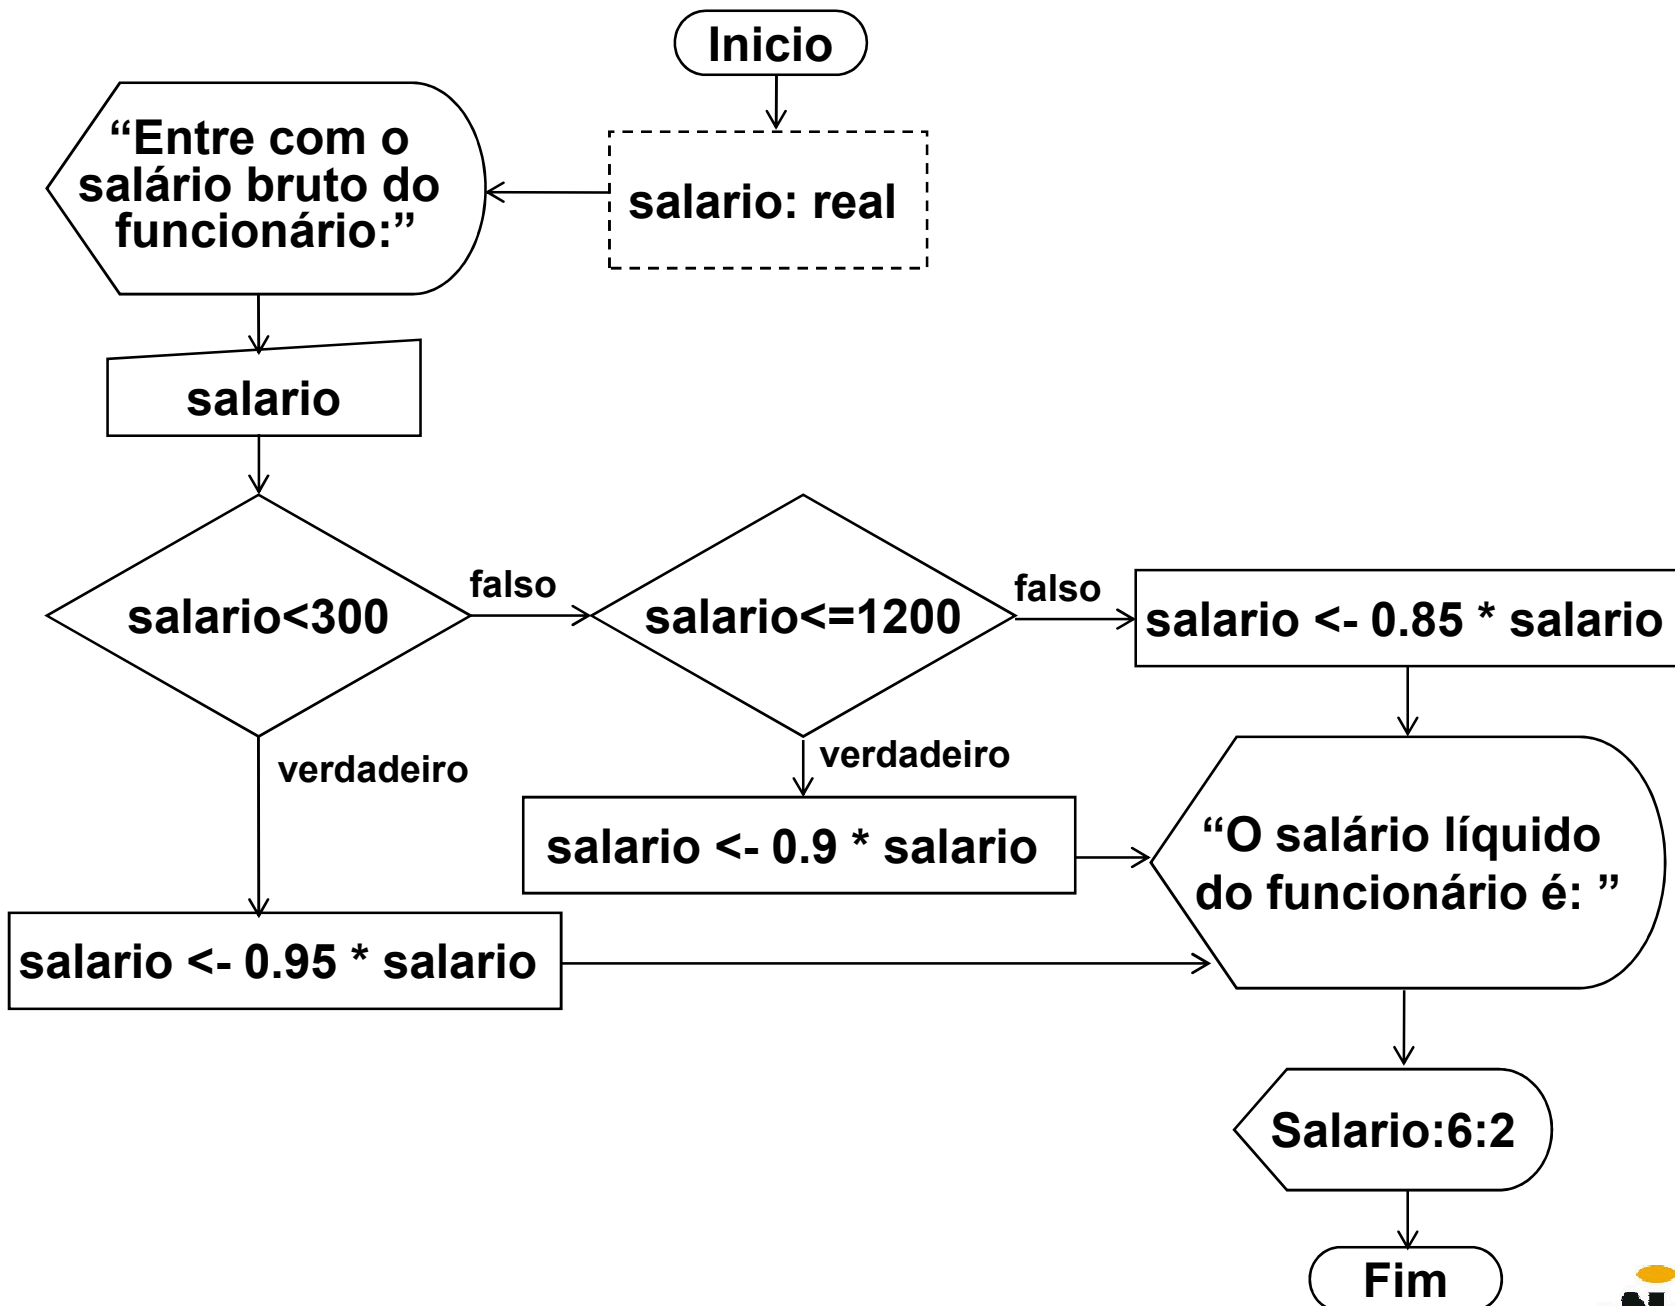 Inicio
salario: real
“Entre com o
salário bruto do
funcionário:”
salario
salario<300
falso
verdadeiro
salario<=1200
falso
verdadeiro
salario <- 0.85 * salario
salario <- 0.9 * salario
salario <- 0.95 * salario
“O salário líquido
do funcionário é: ”
Salario:6:2
Fim